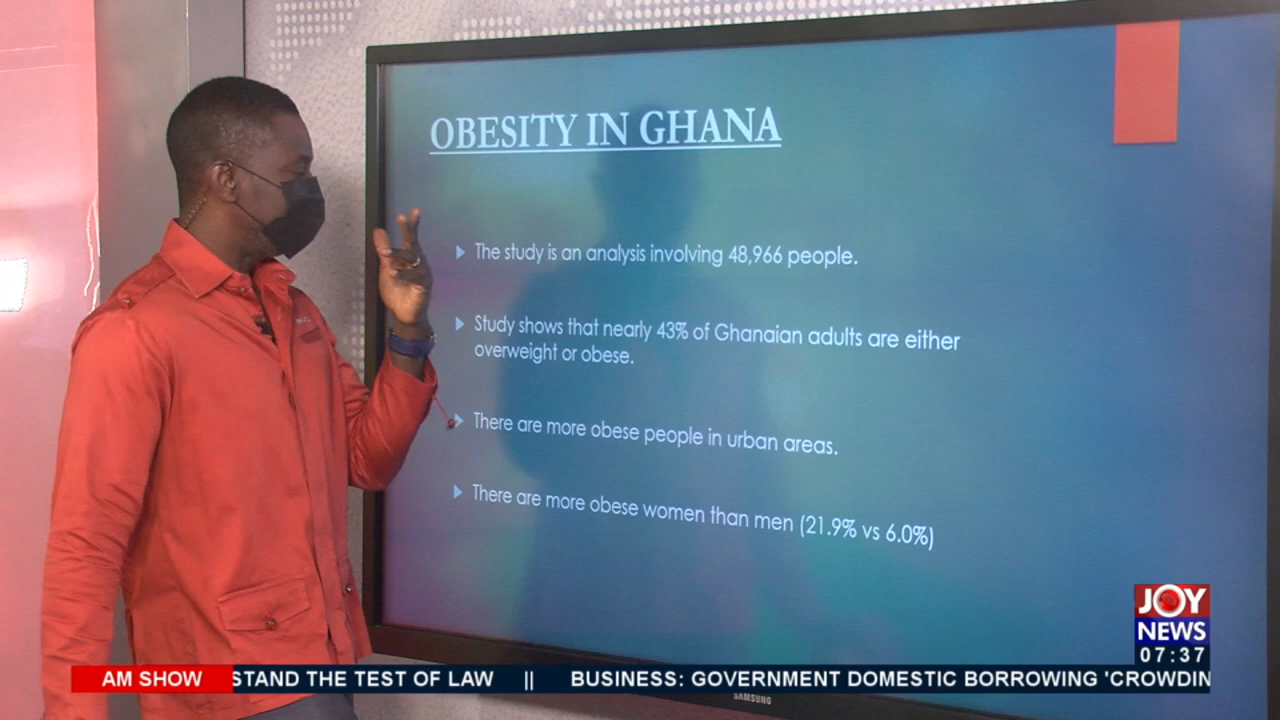 OBESITY IN GHANA
The study is an analysis involving 48,966 people.
Study shows that nearly 43% of Ghanaian adults are either
overweight or obese.
There are more obese people in urban areas.
There are more obese women than men (21.9% vs 6.0%)
JOY
NEWS
07:37
AM SHOW STAND THE TEST OF LAW || BUSINESS: GOVERNMENT DOMESTIC BORROWING 'CROWDIN
SAMSUNG